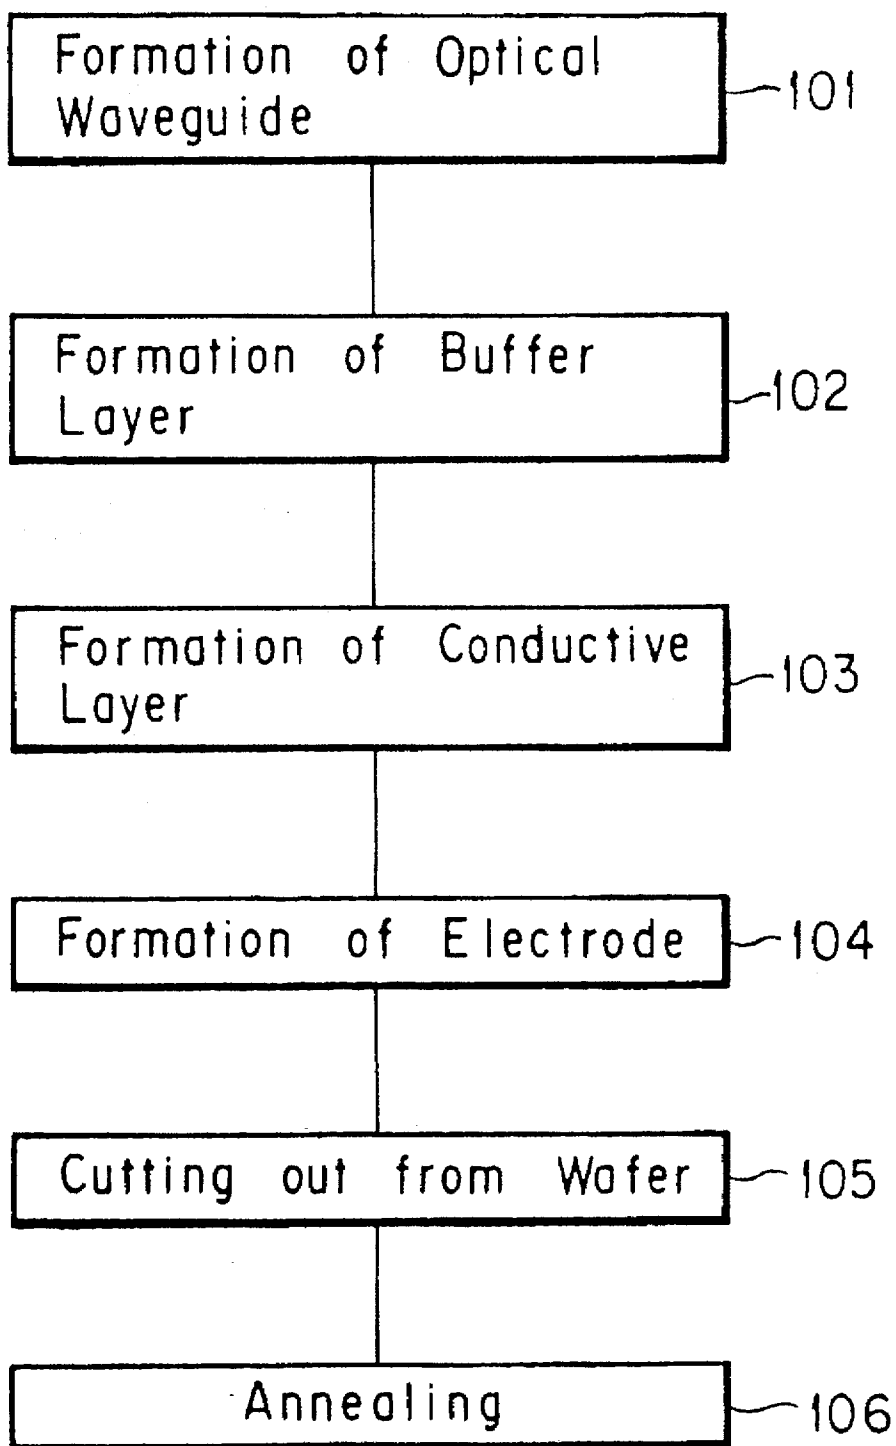 Formation of Optical
Waveguide
101
Formation of Buffer
Layer
102
Formation of Conductive
Layer
103
Formation of Electrode
104
Cutting out from Wafer
105
Annealing
106